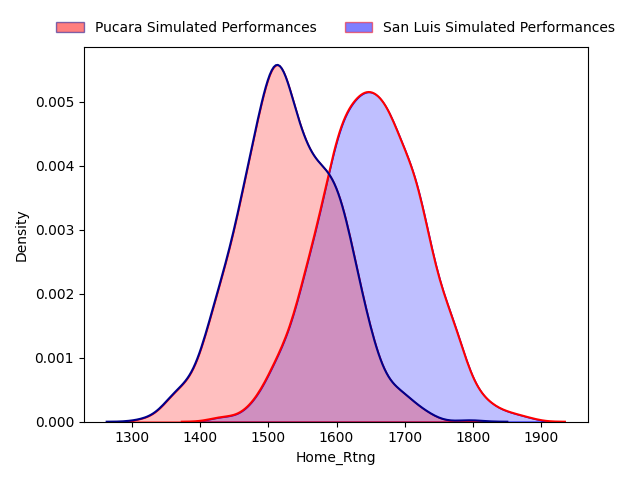 Pucara Simulated Performances San Luis Simulated Performances
Density
0.005
0.004
0.003
0.002
0.001
0.000
1300 1400 1500 1600 1700 1800 1900
Home_Rtng